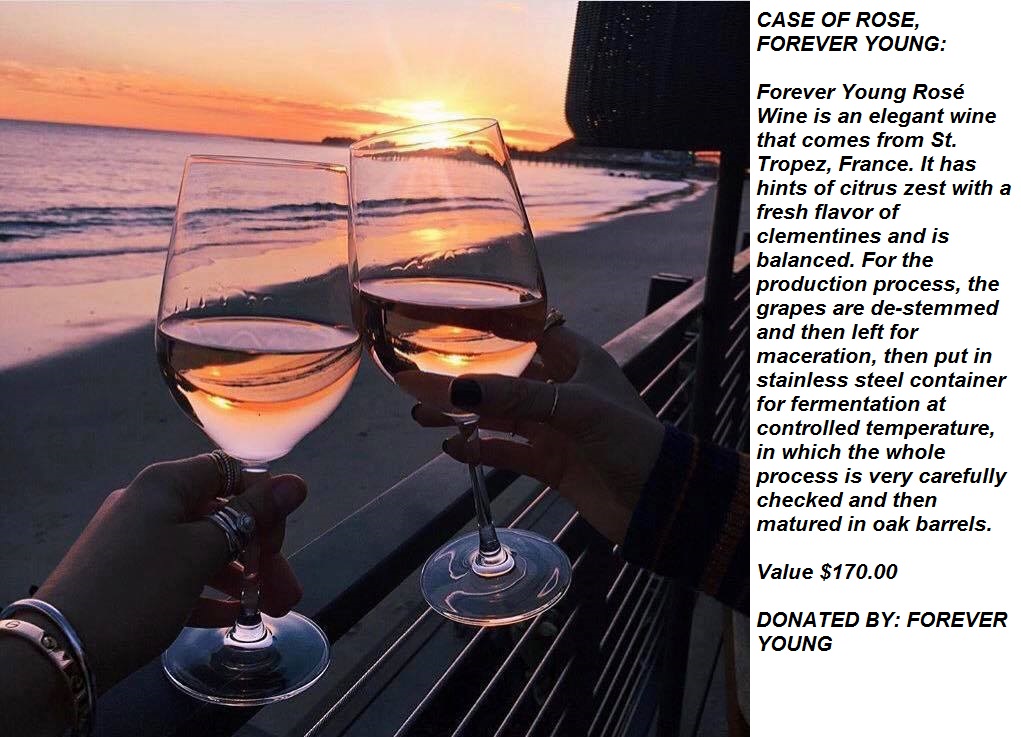 CASE OF ROSE,
FOREVER YOUNG:
Forever Young Rosé
Wine is an elegant wine
that comes from St.
Tropez, France. It has
hints of citrus zest with a
fresh flavor of
clementines and is
balanced. For the
production process, the
grapes are de-stemmed
and then left for
maceration, then put in
stainless steel container
for fermentation at
controlled temperature,
in which the whole
process is very carefully
checked and then
matured in oak barrels.
Value $170.00
DONATED BY: FOREVER
YOUNG